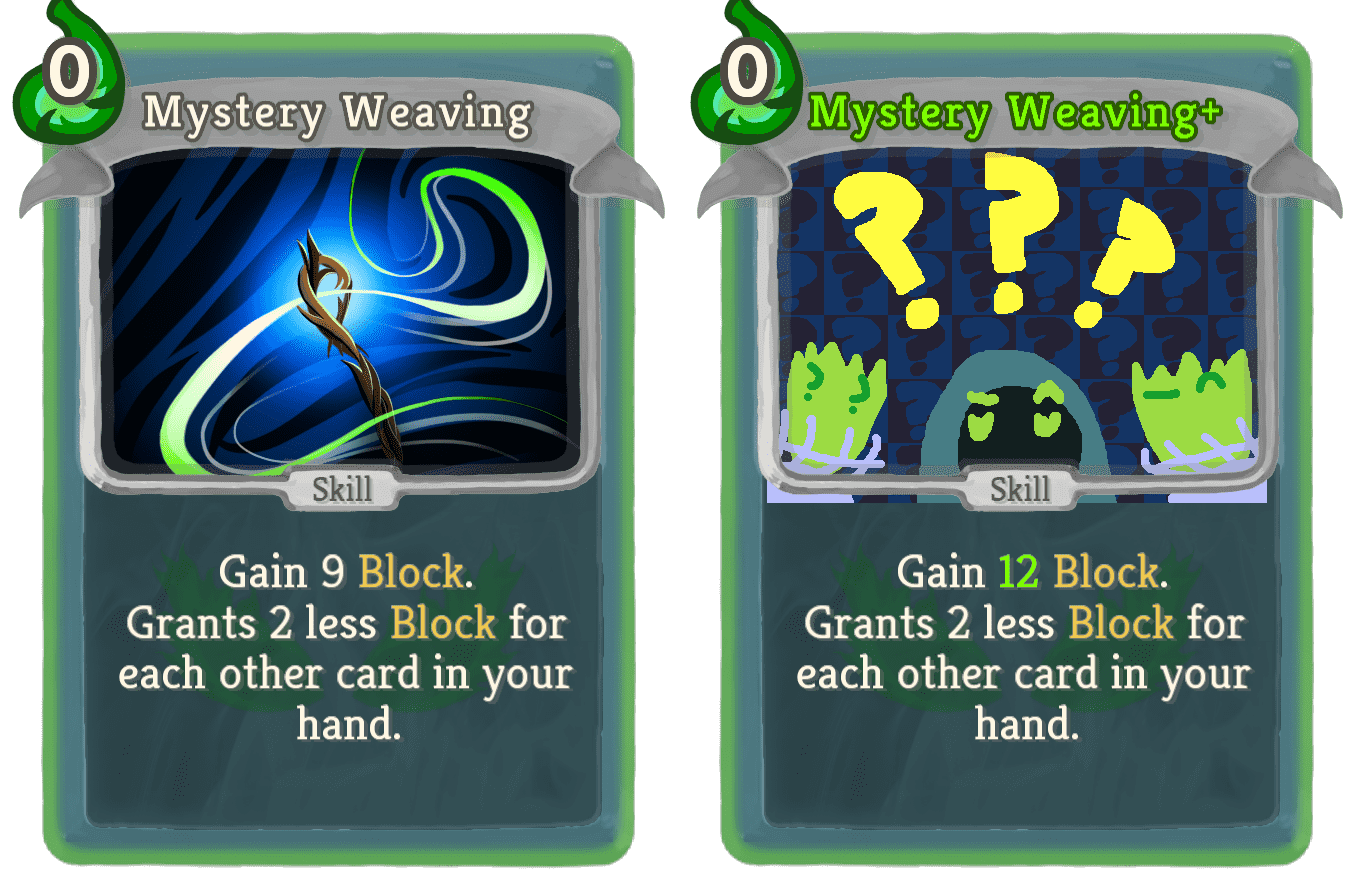 0
Mystery Weaving
Skill
Gain 9 Block.
Grants 2 less Block for
each other card in your
hand.
0
Mystery Weaving+
? ? ?
? ?
Skill
Gain 12 Block.
Grants 2 less Block for
each other card in your
hand.